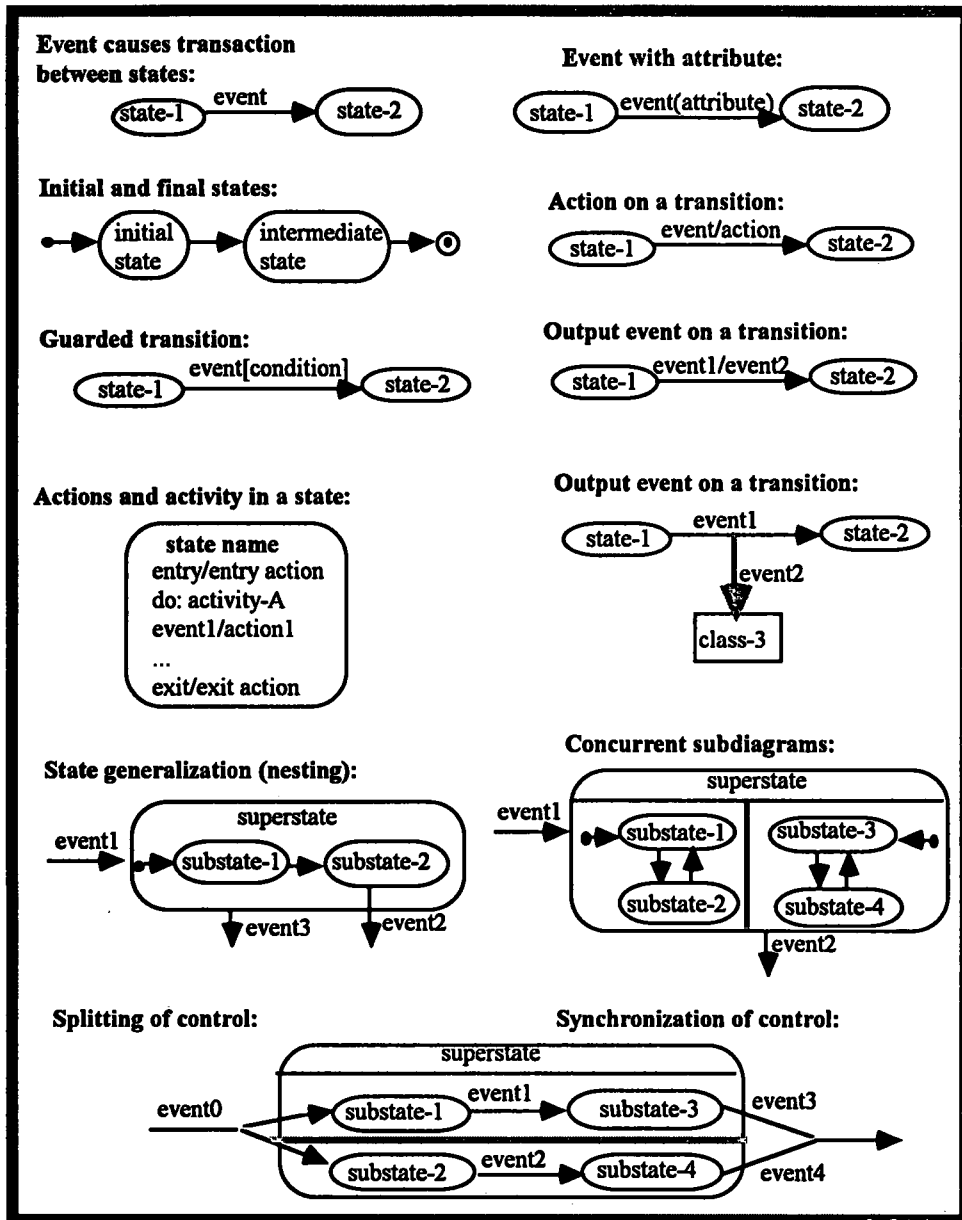 Event causes transaction
between states:
state-1 event state-2
Event with attribute:
state-1 event(attribute) state-2
Initial and final states:
initial
state
intermediate
state
Action on a transition:
state-1 event/action state-2
Guarded transition:
state-1 event[condition] state-2
Output event on a transition:
state-1 event1/event2 state-2
Actions and activity in a state:
state name
entry/entry action
do: activity-A
event1/action1
...
exit/exit action
Output event on a transition:
state-1 event1 state-2
event2
class-3
State generalization (nesting):
superstate
event1
substate-1 substate-2
event3 event2
Concurrent subdiagrams:
superstate
event1
substate-1 substate-3
substate-2 substate-4
event2
Splitting of control: Synchronization of control:
superstate
event0 substate-1 event1 substate-3 event3
substate-2 event2 substate-4 event4